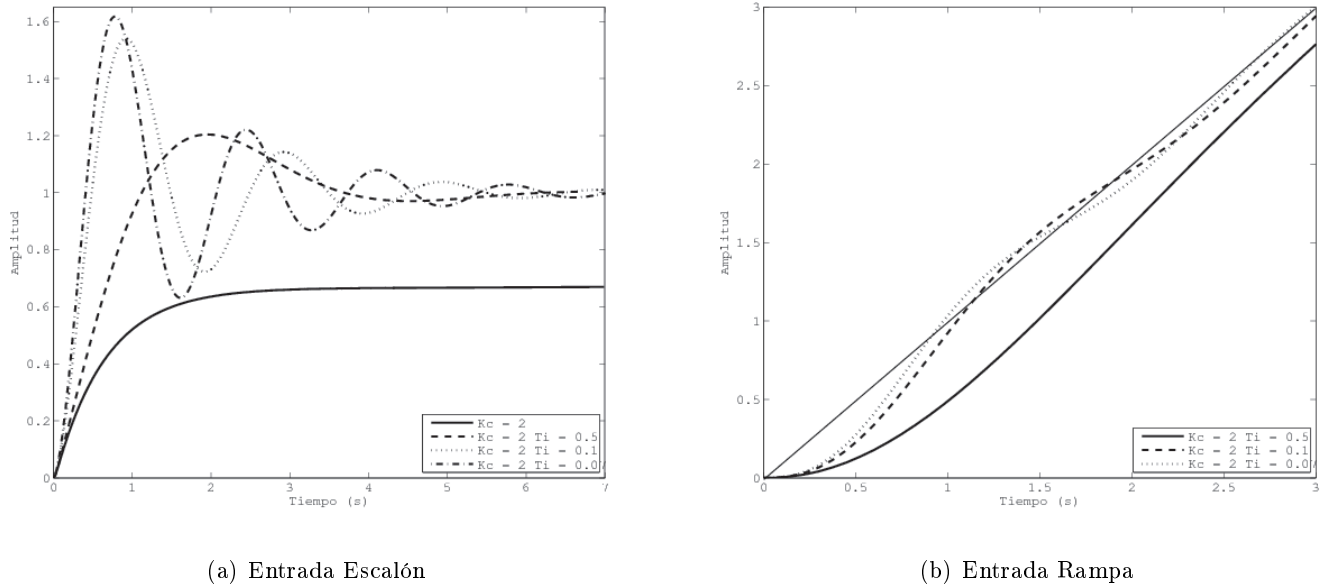 1.6
1.4
1.2
1
0.8
0.6
0.4
0.2
0
Amplitud
0 1 2 3 4 5 6 7
Tiempo (s)
Kc - 2
Kc - 2 Ti - 0.5
Kc - 2 Ti - 0.1
Kc - 2 Ti - 0.07
(a) Entrada Escalón
3
2.5
2
1.5
1
0.5
0
Amplitud
0 0.5 1 1.5 2 2.5 3
Tiempo (s)
Kc - 2 Ti - 0.5
Kc - 2 Ti - 0.1
Kc - 2 Ti - 0.07
(b) Entrada Rampa